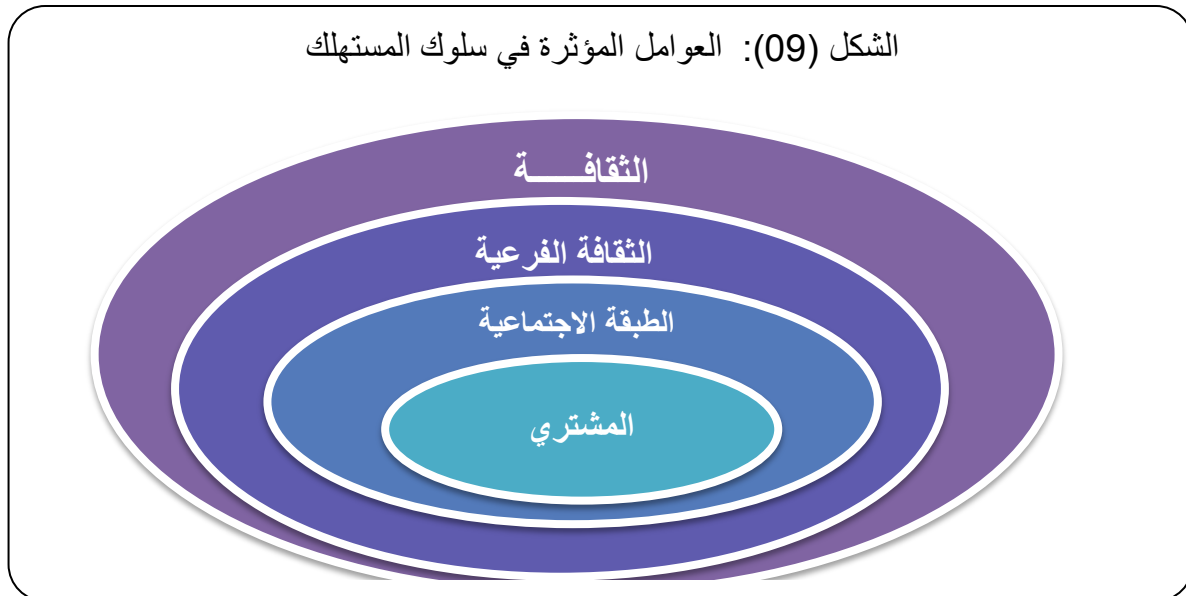 الشكل (09): العوامل المؤثرة في سلوك المستهلك
الثقافـــــة
الثقافة الفرعية
الطبقة الاجتماعية
المشتري